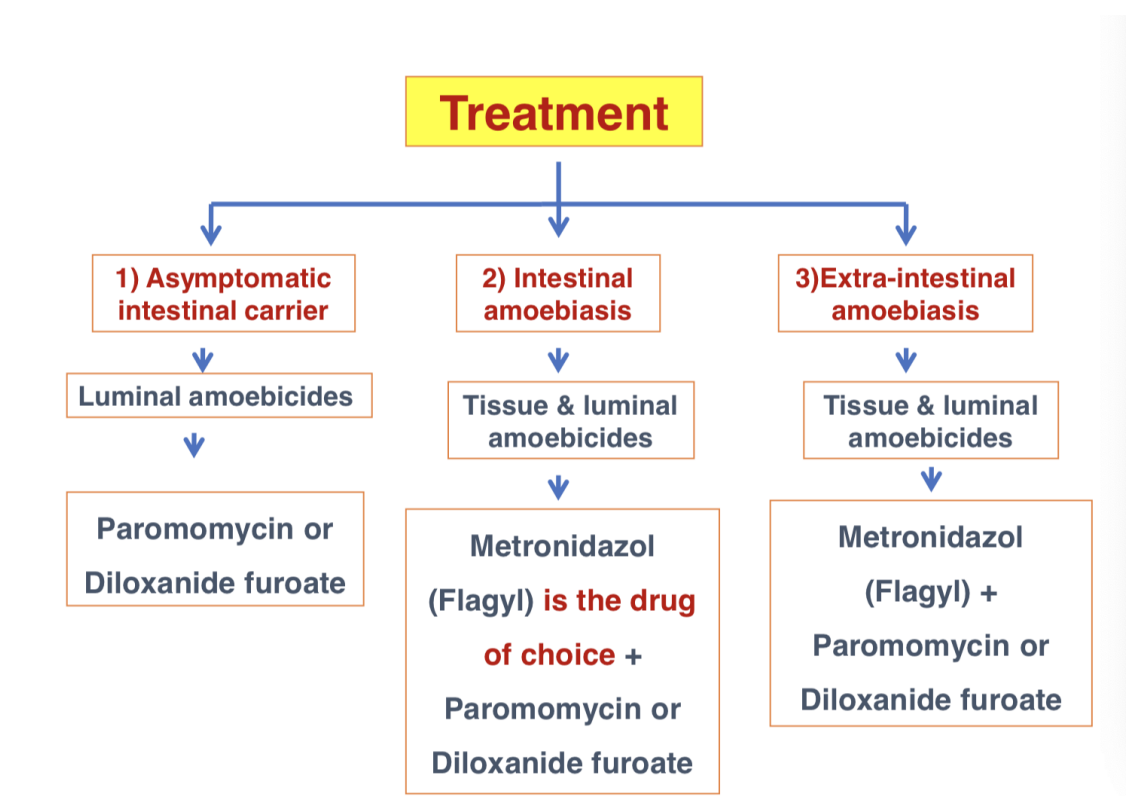 Treatment
1) Asymptomatic
intestinal carrier
Luminal amoebicides
Paromomycin or
Diloxanide furoate
2) Intestinal
amoebiasis
Tissue & luminal
amoebicides
Metronidazol
(Flagyl) is the drug
of choice +
Paromomycin or
Diloxanide furoate
3)Extra-intestinal
amoebiasis
Tissue & luminal
amoebicides
Metronidazol
(Flagyl) +
Paromomycin or
Diloxanide furoate